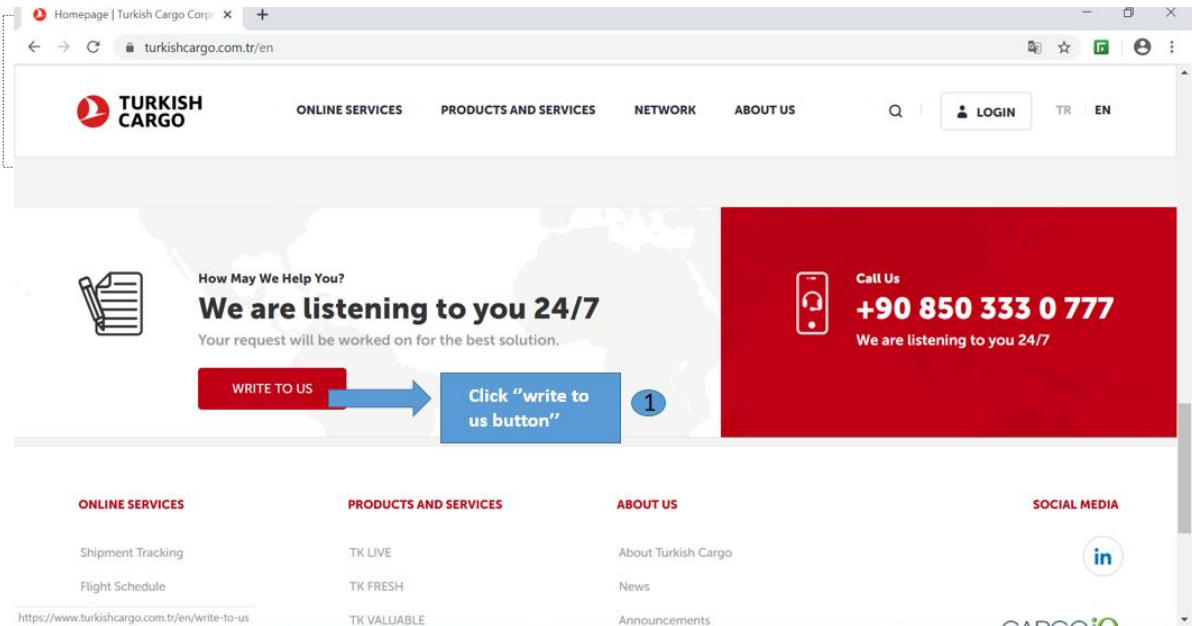 Homepage | Turkish Cargo Corpo
turkishcargo.com.tr/en
TURKISH
CARGO
ONLINE SERVICES PRODUCTS AND SERVICES NETWORK ABOUT US LOGIN TR EN
How May We Help You?
We are listening to you 24/7
Your request will be worked on for the best solution.
WRITE TO US
Click “write to
us button”
1
Call Us
+90 850 333 0 777
We are listening to you 24/7
ONLINE SERVICES PRODUCTS AND SERVICES ABOUT US SOCIAL MEDIA
Shipment Tracking TK LIVE About Turkish Cargo in
Flight Schedule TK FRESH News
https://www.turkishcargo.com.tr/en/write-to-us TK VALUABLE Announcements CARGO iQ